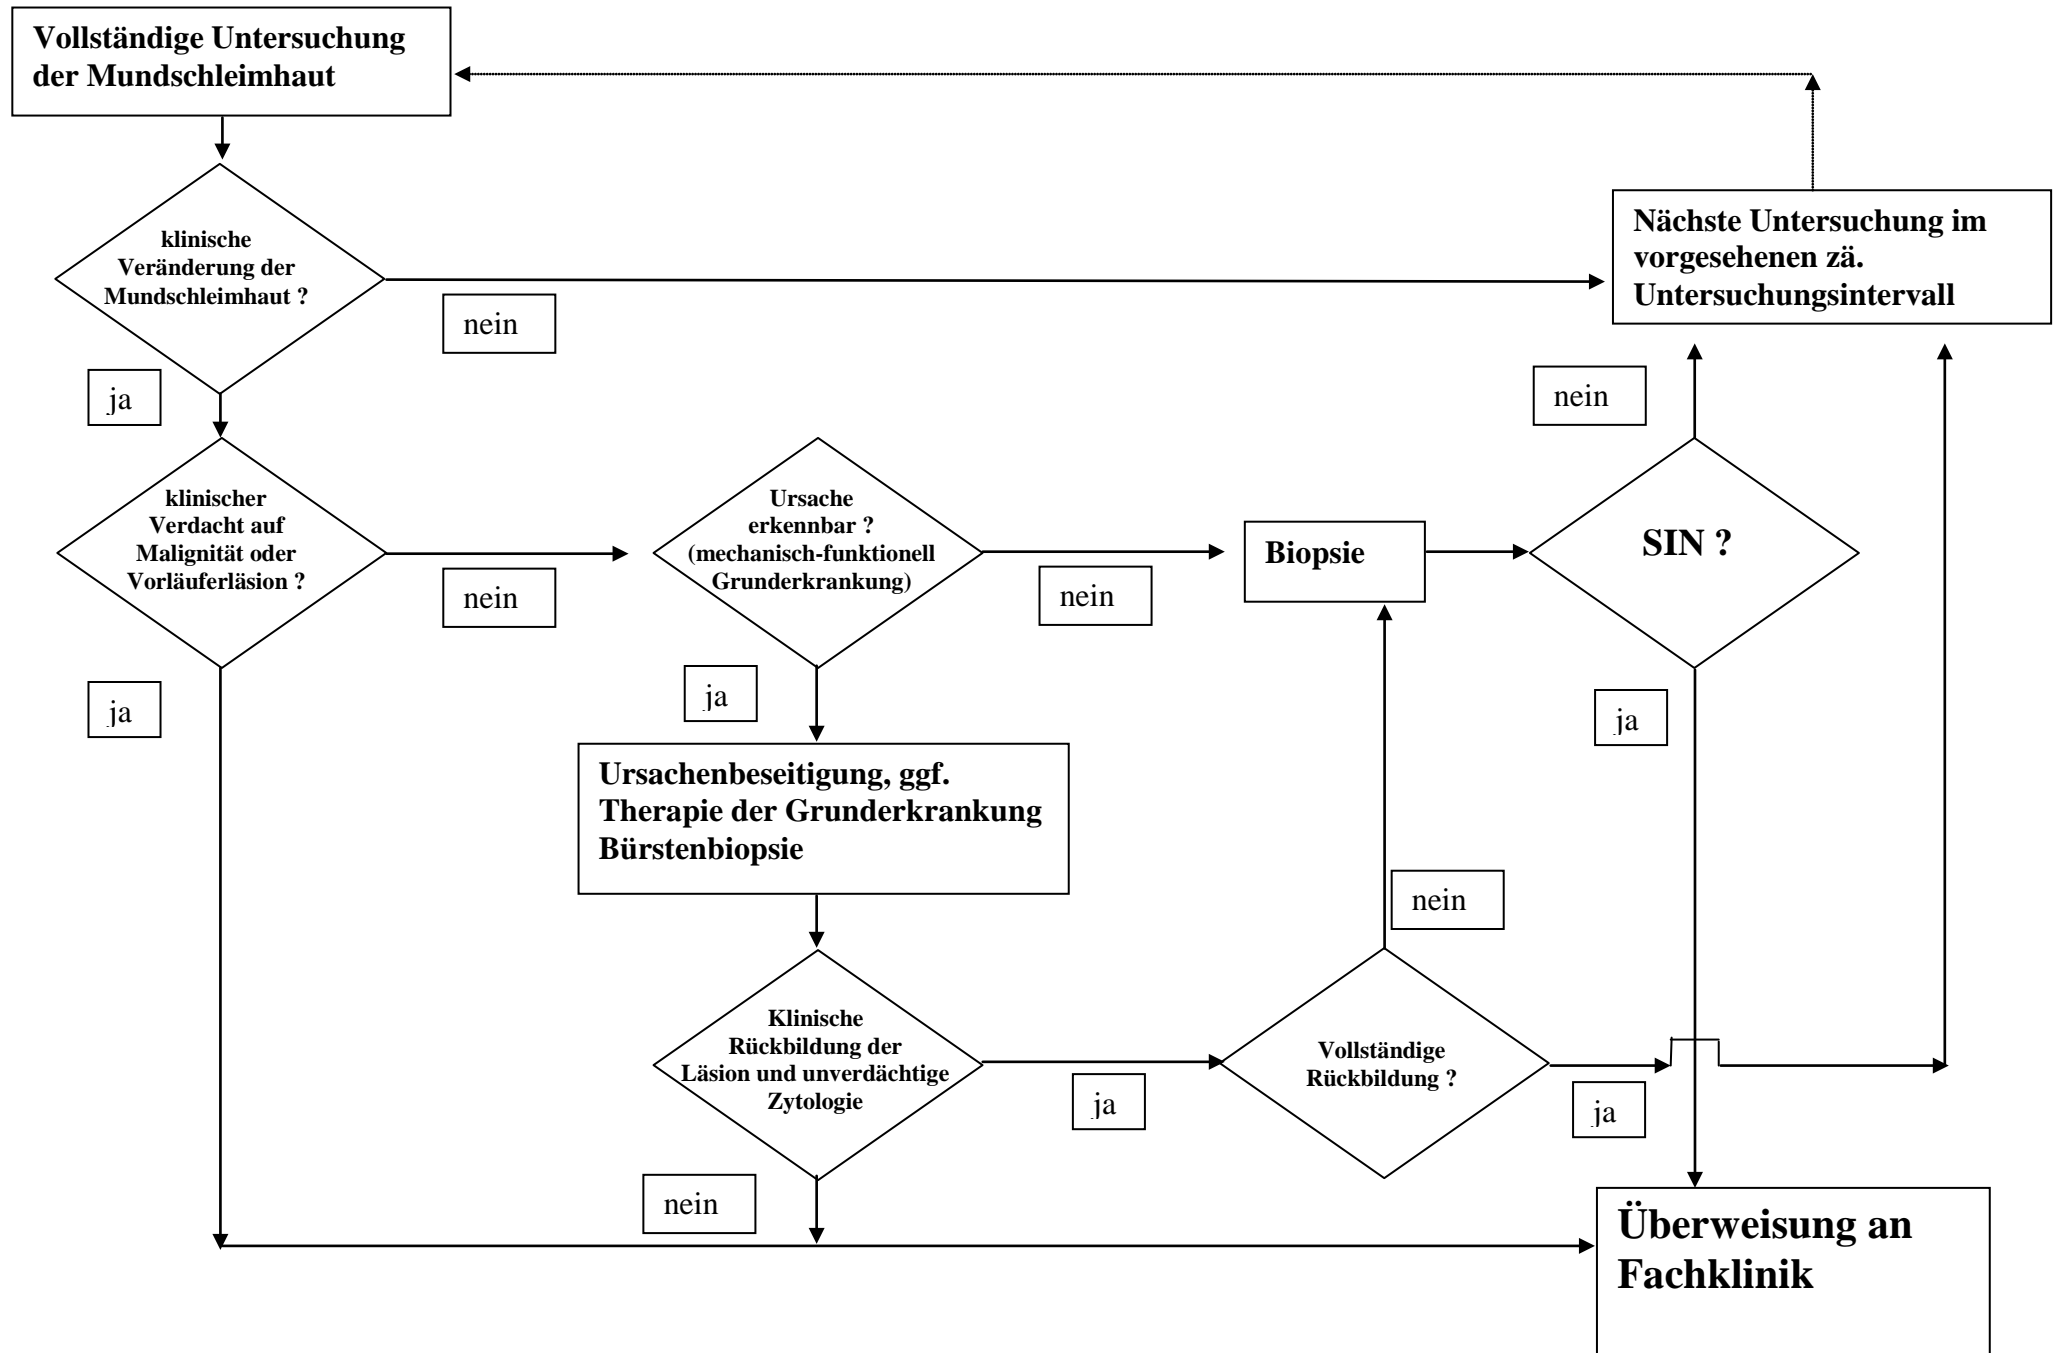 Vollständige Untersuchung
der Mundschleimhaut
klinische
Veränderung der
Mundschleimhaut ?
nein
Nächste Untersuchung im
vorgesehenen zä.
Untersuchungsintervall
ja
nein
klinischer
Verdacht auf
Malignität oder
Vorläuferläsion ?
nein
Ursache
erkennbar ?
(mechanisch-funktionell
Grunderkrankung)
nein
Biopsie
SIN ?
ja
ja
ja
Ursachenbeseitigung, ggf.
Therapie der Grunderkrankung
Bürstenbiopsie
nein
Klinische
Rückbildung der
Läsion und unverdächtige
Zytologie
ja
Vollständige
Rückbildung ?
ja
nein
Überweisung an
Fachklinik